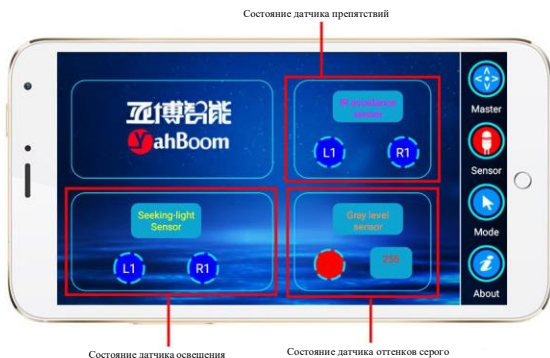 Состояние датчика препятствий
亚博智能
YahBoom
IR avoidance
sensor
L1
R1
Seeking-light
Sensor
L1
R1
Gray level
sensor
255
Master
Sensor
Mode
About
Состояние датчика освещения
Состояние датчика оттенков серого